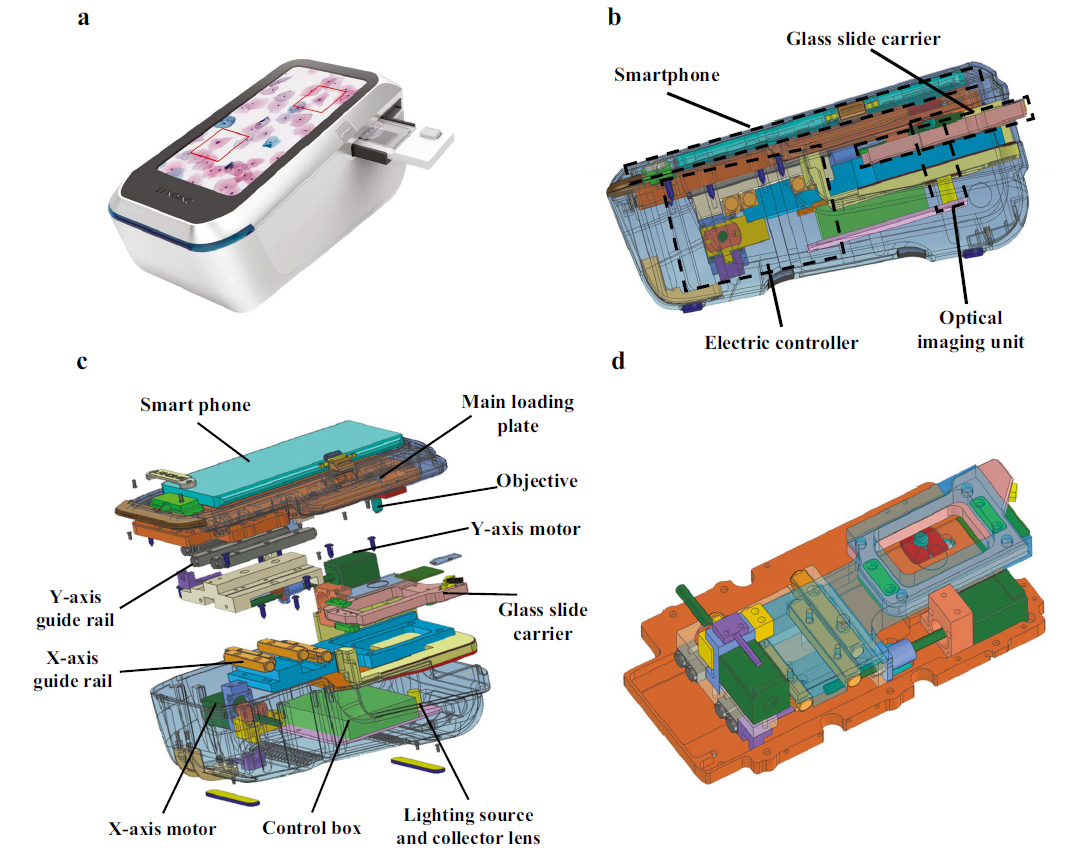 a
b
Glass slide carrier
Smartphone
Electric controller
Optical
imaging unit
c
d
Smart phone
Main loading
plate
Objective
Y-axis motor
Y-axis
guide rail
Glass slide
carrier
X-axis
guide rail
X-axis motor
Control box
Lighting source
and collector lens